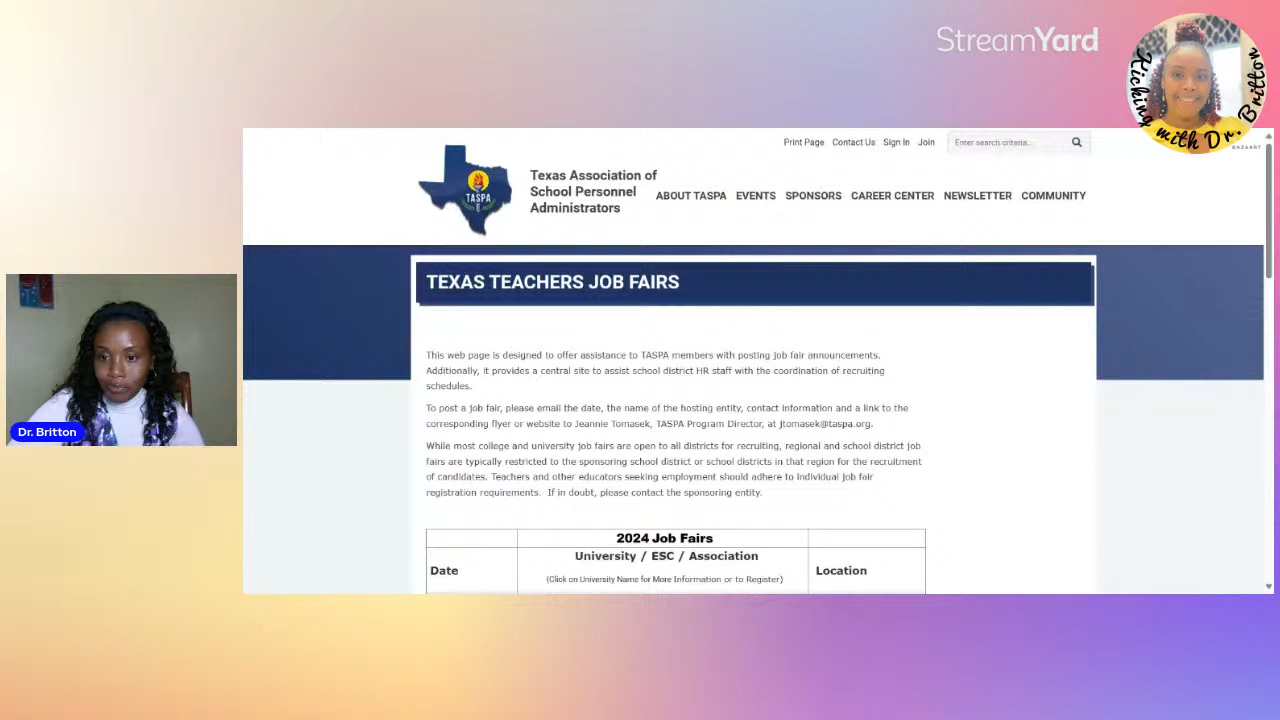 StreamYard
Kicking with Dr. Britton
BAZAART
Print Page Contact Us Sign In Join Enter search criteria...
TASPA
Texas Association of
School Personnel
Administrators
ABOUT TASPA EVENTS SPONSORS CAREER CENTER NEWSLETTER COMMUNITY
TEXAS TEACHERS JOB FAIRS
This web page is designed to offer assistance to TASPA members with posting job fair announcements.
Additionally, it provides a central site to assist school district HR staff with the coordination of recruiting
schedules.
To post a job fair, please email the date, the name of the hosting entity, contact information and a link to the
corresponding flyer or website to Jeannie Tomasek, TASPA Program Director, at jtomasek@taspa.org.
While most college and university job fairs are open to all districts for recruiting, regional and school district job
fairs are typically restricted to the sponsoring school district or school districts in that region for the recruitment
of candidates. Teachers and other educators seeking employment should adhere to individual job fair
registration requirements. If in doubt, please contact the sponsoring entity.
2024 Job Fairs
Date
University / ESC / Association
(Click on University Name for More Information or to Register)
Location
Dr. Britton